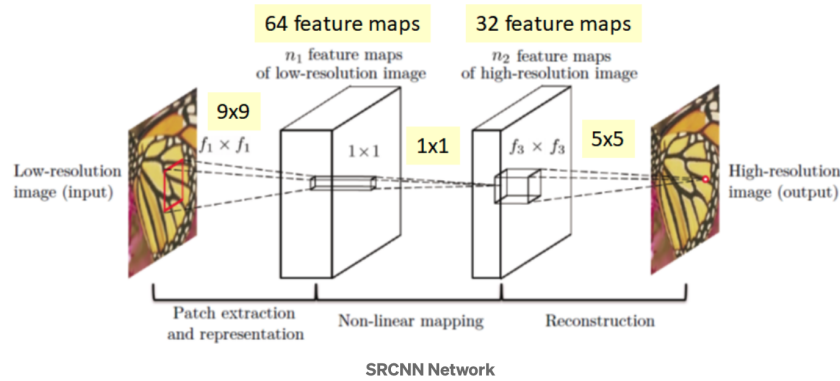 64 feature maps
32 feature maps
n₁ feature maps
of low-resolution image
n₂ feature maps
of high-resolution image
9x9
f₁ × f₁
1 × 1
1x1
f₃ × f₃
5x5
Low-resolution
image (input)
High-resolution
image (output)
Patch extraction
and representation
Non-linear mapping
Reconstruction
SRCNN Network